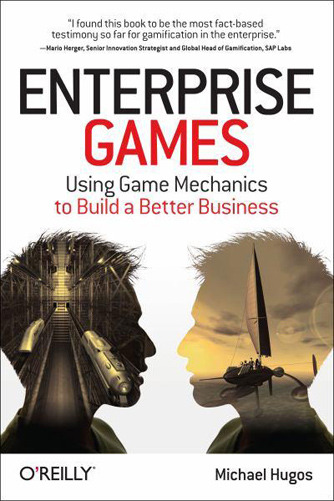 "I found this book to be the most fact-based
testimony so far for gamification in the enterprise."
—Mario Herger, Senior Innovation Strategist and Global Head of Gamification, SAP Labs
ENTERPRISE
GAMES
Using Game Mechanics
to Build a Better Business
O'REILLY®
Michael Hugos